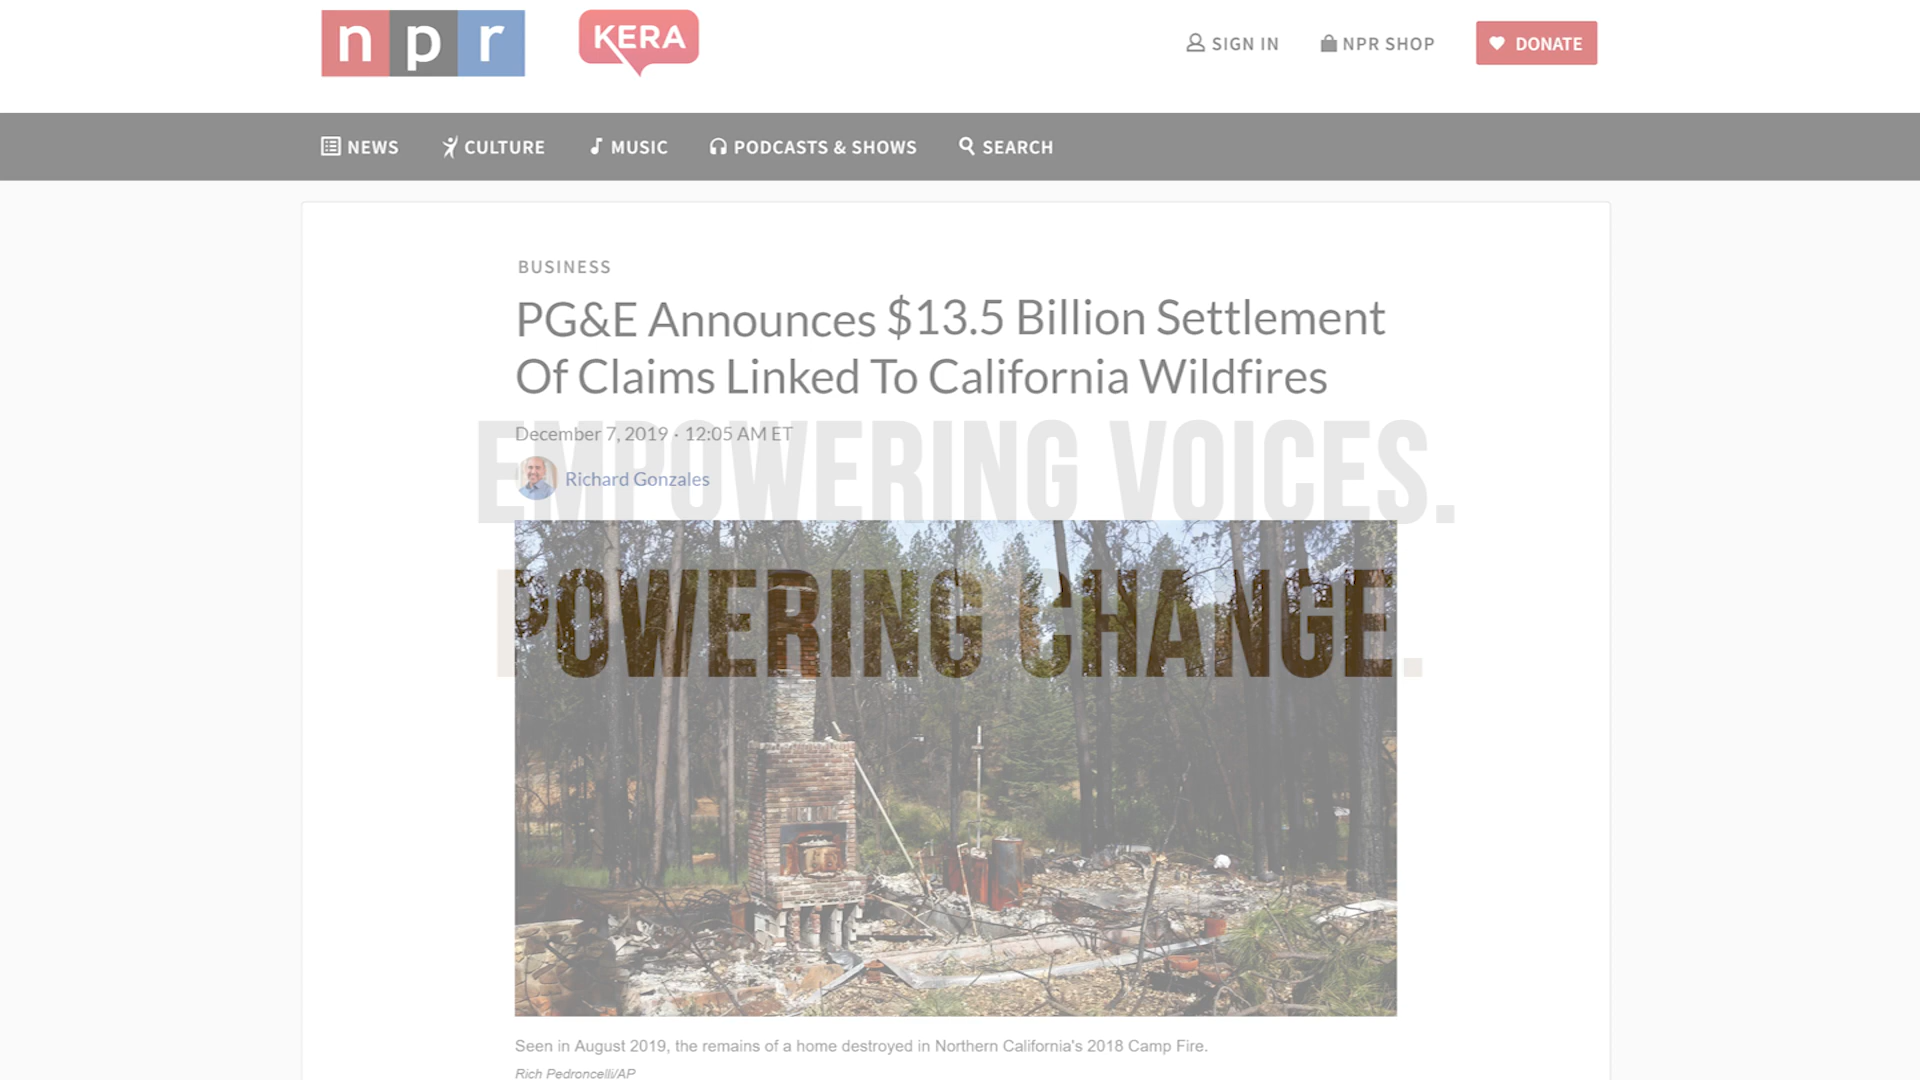 npr
KERA
SIGN IN
NPR SHOP
DONATE
NEWS
CULTURE
MUSIC
PODCASTS & SHOWS
SEARCH
BUSINESS
PG&E Announces $13.5 Billion Settlement
Of Claims Linked To California Wildfires
December 7, 2019 · 12:05 AM ET
EMPOWERING VOICES.
Richard Gonzales
POWERING CHANGE.
Seen in August 2019, the remains of a home destroyed in Northern California's 2018 Camp Fire.
Rich Pedroncelli/AP